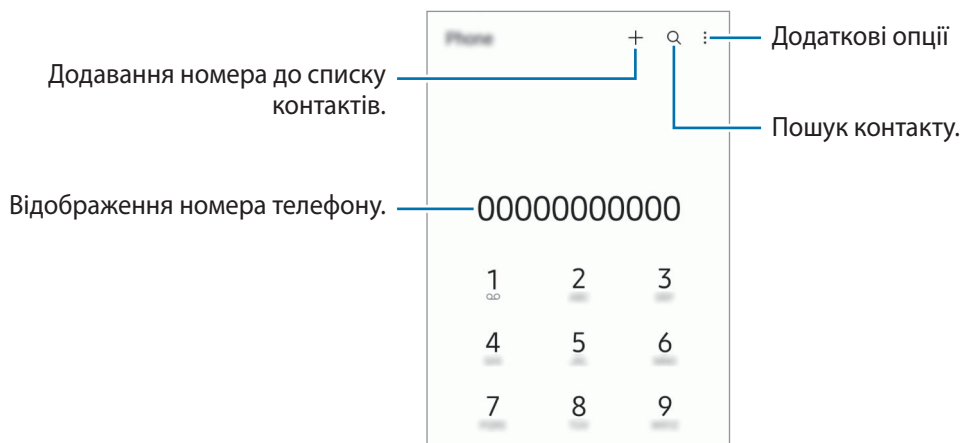 Phone
Додаткові опції
Додавання номера до списку
контактів.
Пошук контакту.
Відображення номера телефону.
00000000000
1 2 3
4 5 6
7 8 9